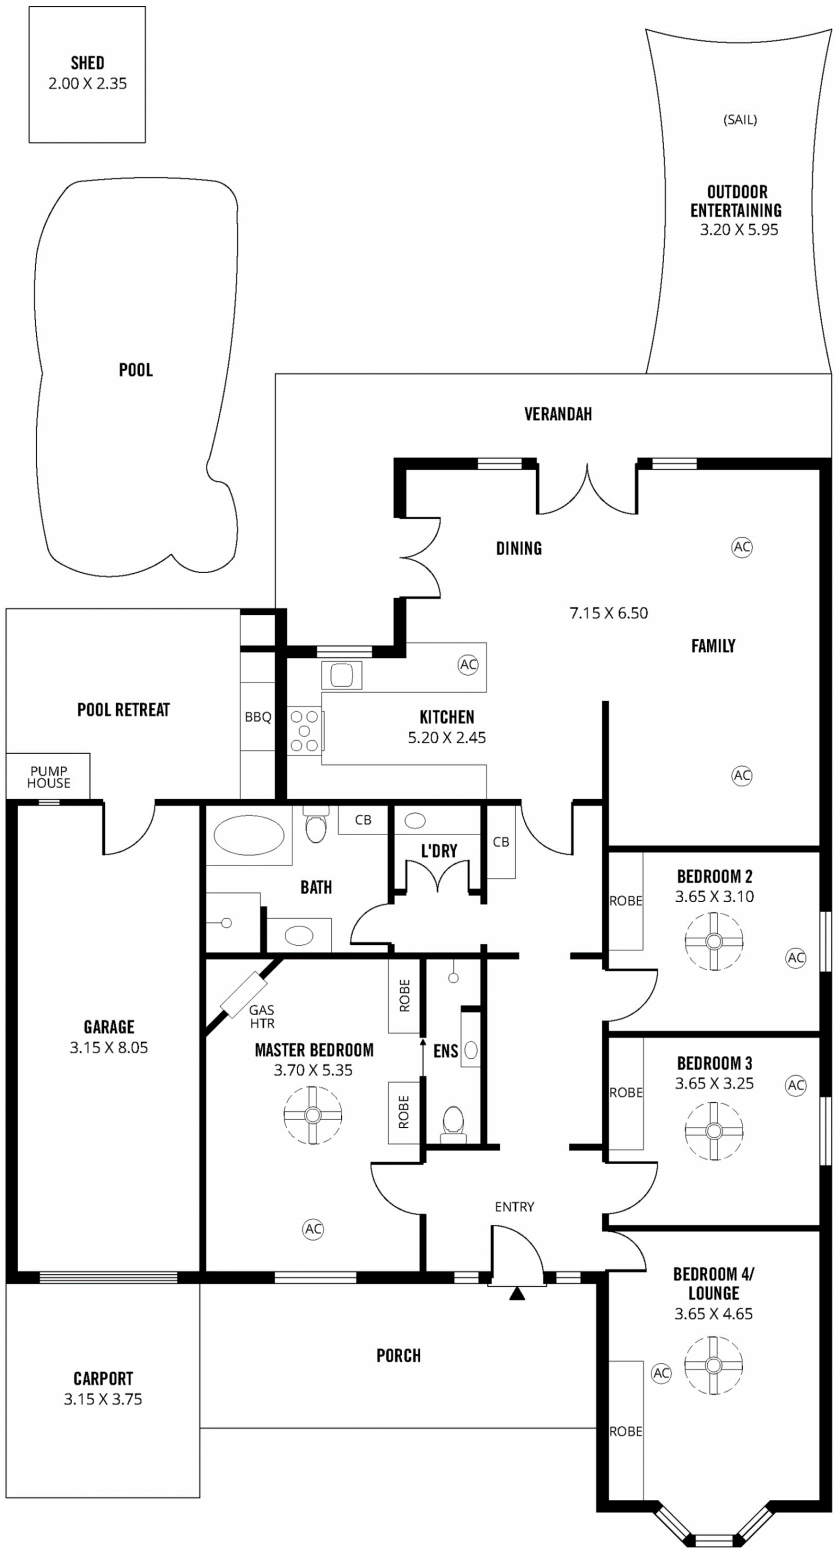 SHED
2.00 X 2.35
(SAIL)
OUTDOOR
ENTERTAINING
3.20 X 5.95
POOL
VERANDAH
DINING
AC
7.15 X 6.50
FAMILY
AC
KITCHEN
5.20 X 2.45
POOL RETREAT
BBQ
PUMP
HOUSE
AC
CB
L'DRY
CB
BATH
BEDROOM 2
3.65 X 3.10
ROBE
AC
GARAGE
3.15 X 8.05
GAS
HTR
ROBE
MASTER BEDROOM
3.70 X 5.35
ENS
ROBE
AC
BEDROOM 3
3.65 X 3.25
ROBE
AC
ENTRY
BEDROOM 4/
LOUNGE
3.65 X 4.65
AC
ROBE
PORCH
CARPORT
3.15 X 3.75